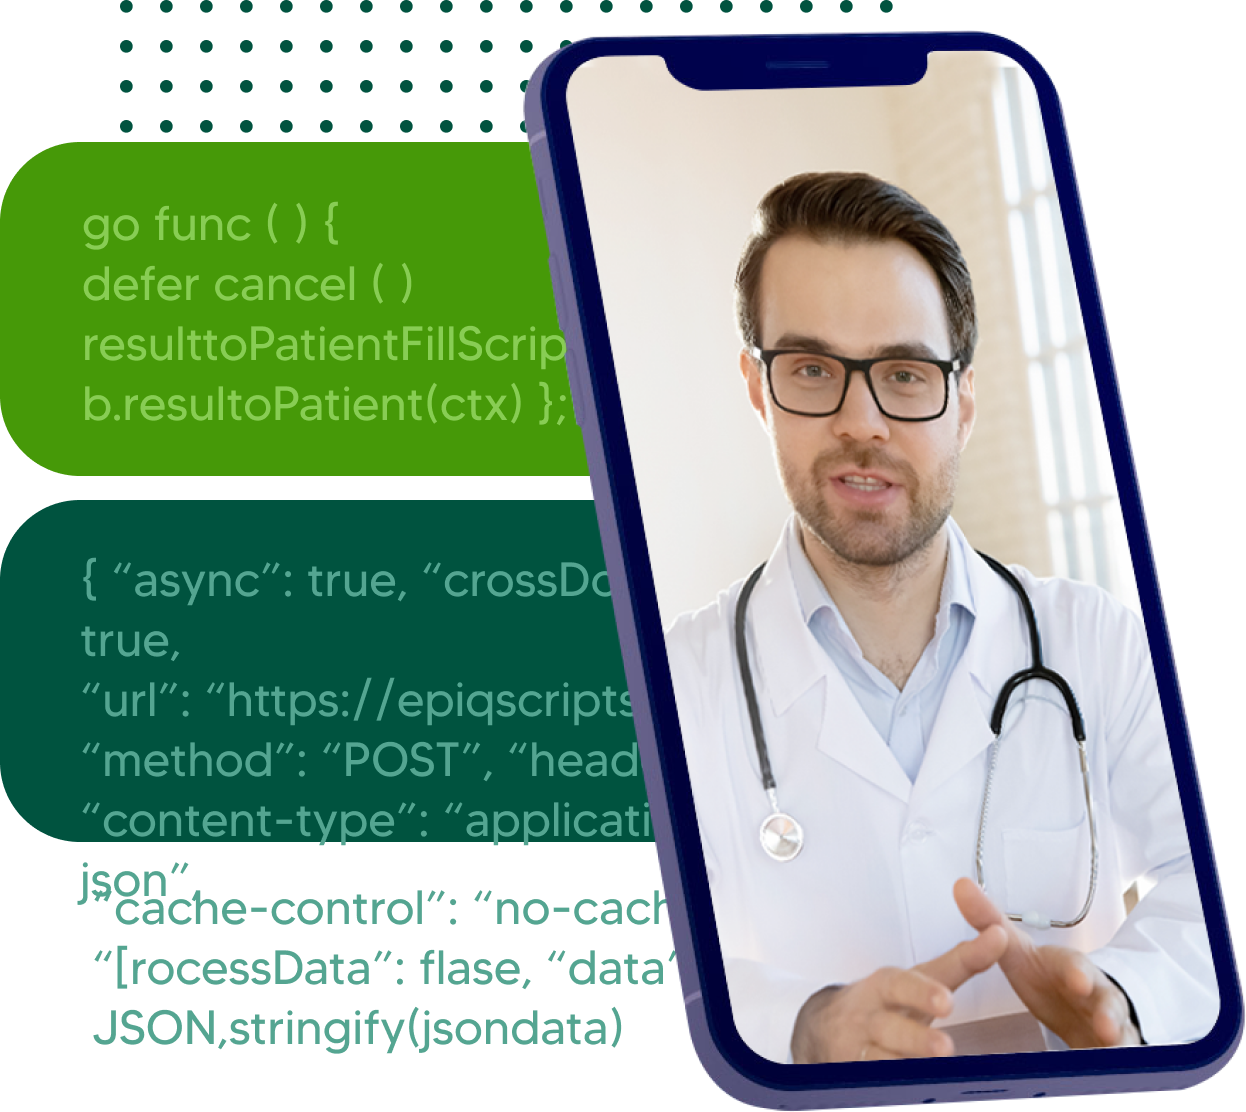 go func ( ) {
defer cancel ( )
resulttoPatientFillScrip
b.resultoPatient(ctx) };
{ “async”: true, “crossDo
true,
“url”: “https://epiqscripts
“method”: “POST”, “head
“content-type”: “applicati
json”,
“cache-control”: “no-cach
“[rocessData”: flase, “data”
JSON,stringify(jsondata)